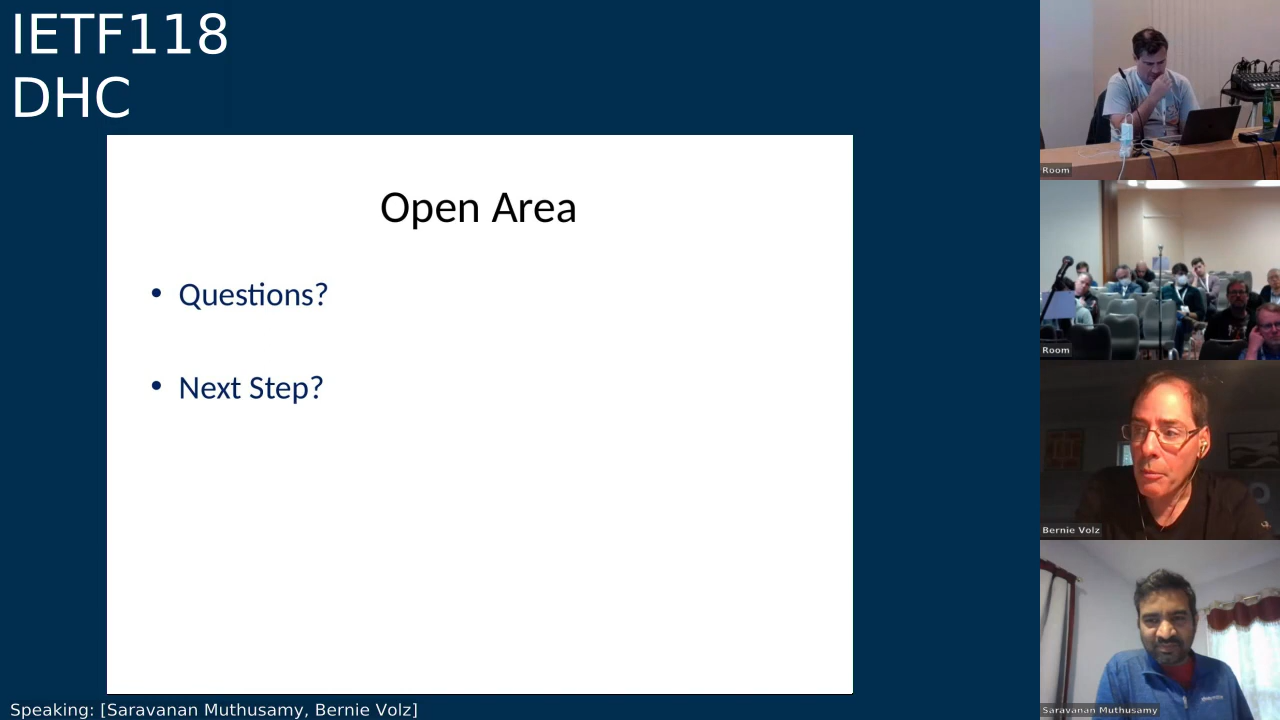 IETF118
DHC
Open Area
• Questions?
• Next Step?
Room
Room
Bernie Volz
Saravanan Muthusamy
Speaking: [Saravanan Muthusamy, Bernie Volz]